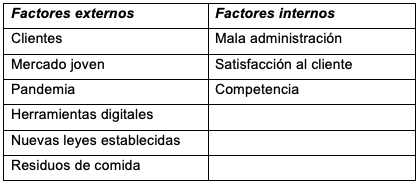 Factores externos Factores internos
Clientes Mala administración
Mercado joven Satisfacción al cliente
Pandemia Competencia
Herramientas digitales
Nuevas leyes establecidas
Residuos de comida